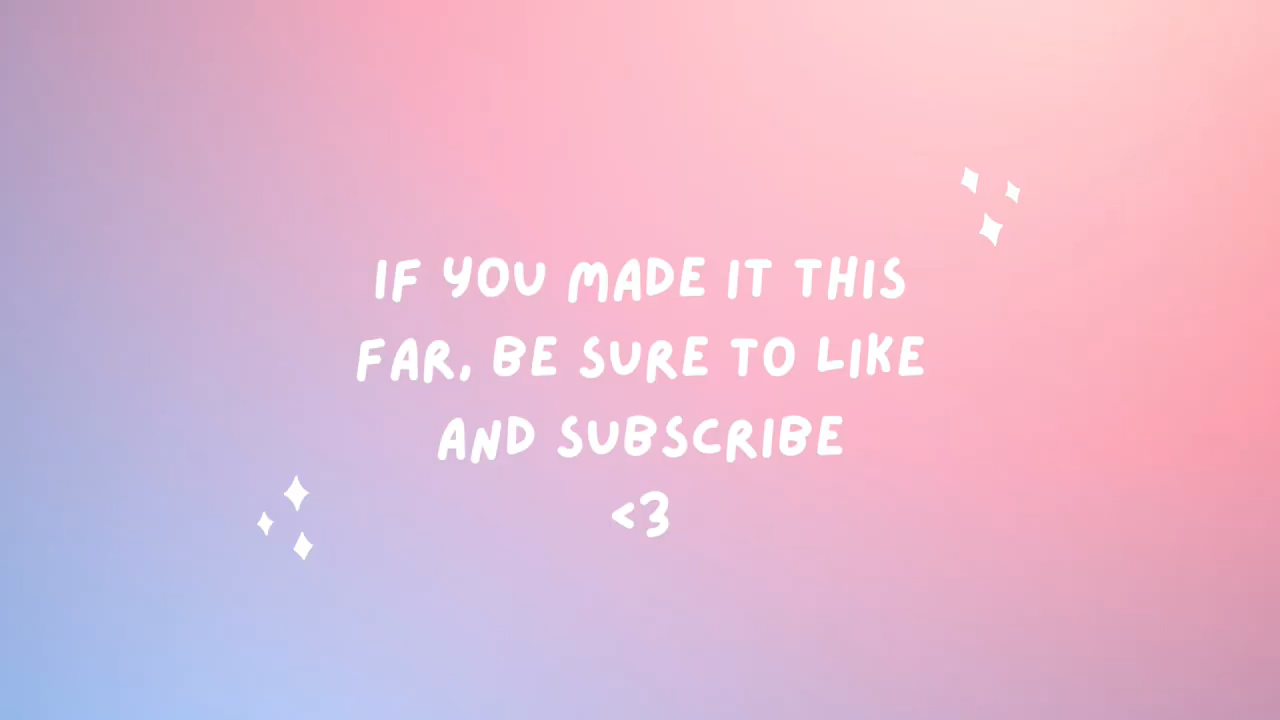 IF YOU MADE IT THIS
FAR, BE SURE TO LIKE
AND SUBSCRIBE
<3